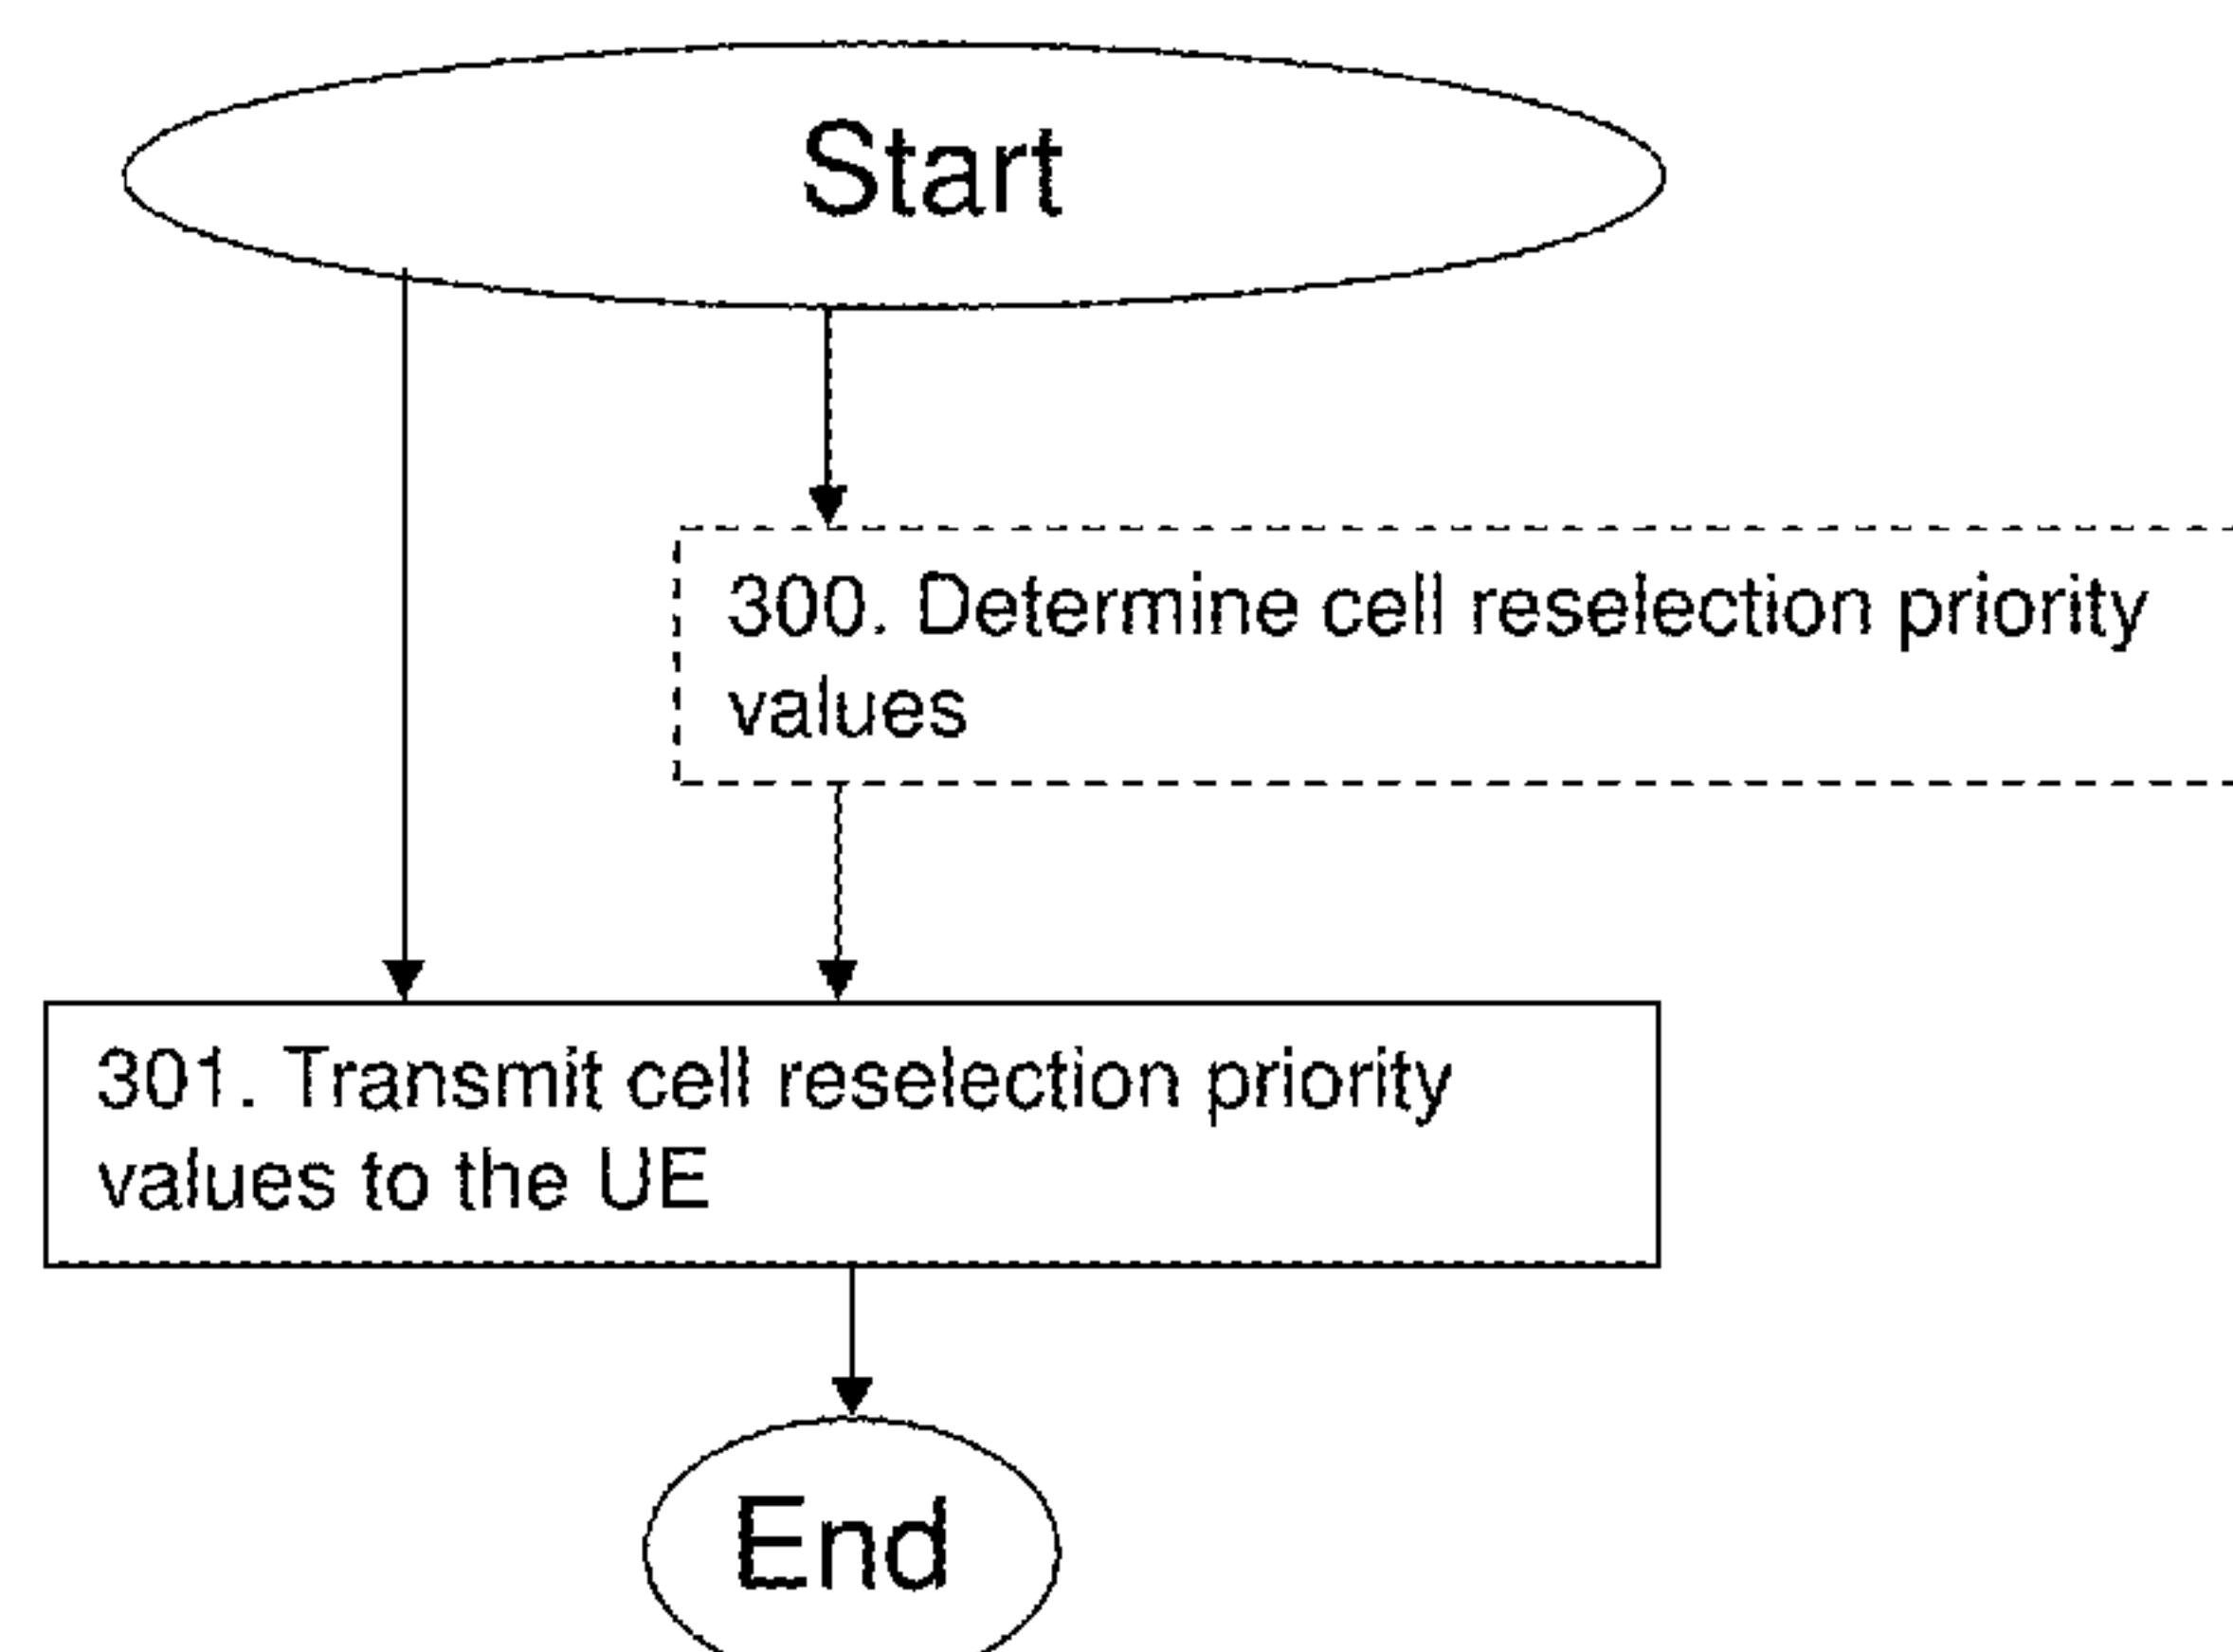 Start
300. Determine cell reselection priority
values
301. Transmit cell reselection priority
values to the UE
End